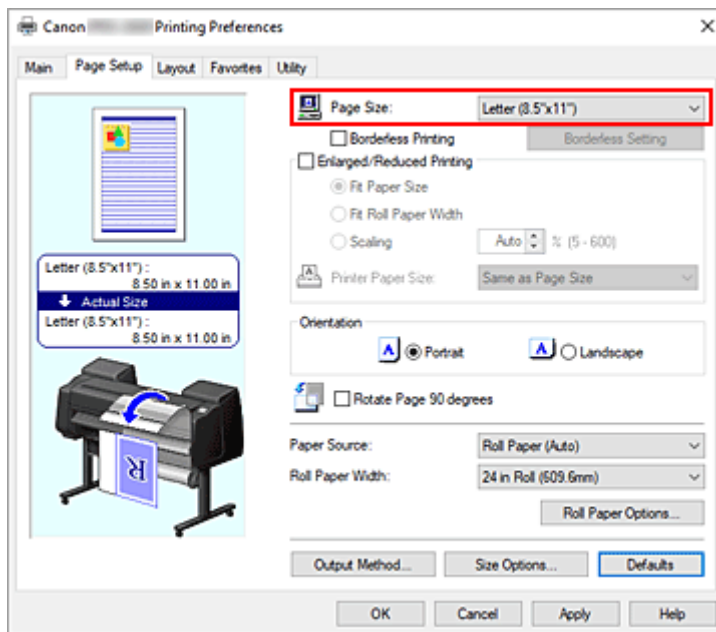 Canon Printing Preferences
Main Page Setup Layout Favorites Utility
Page Size: Letter (8.5"x11")
Borderless Printing Borderless Setting
Enlarged/Reduced Printing
Fit Paper Size
Fit Roll Paper Width
Scaling Auto % (5 - 600)
Printer Paper Size: Same as Page Size
Letter (8.5"x11") :
8.50 in x 11.00 in
Actual Size
Letter (8.5"x11") :
8.50 in x 11.00 in
Orientation
A Portrait A Landscape
Rotate Page 90 degrees
R
Paper Source: Roll Paper (Auto)
Roll Paper Width: 24 in Roll (609.6mm)
Roll Paper Options...
Output Method... Size Options... Defaults
OK Cancel Apply Help